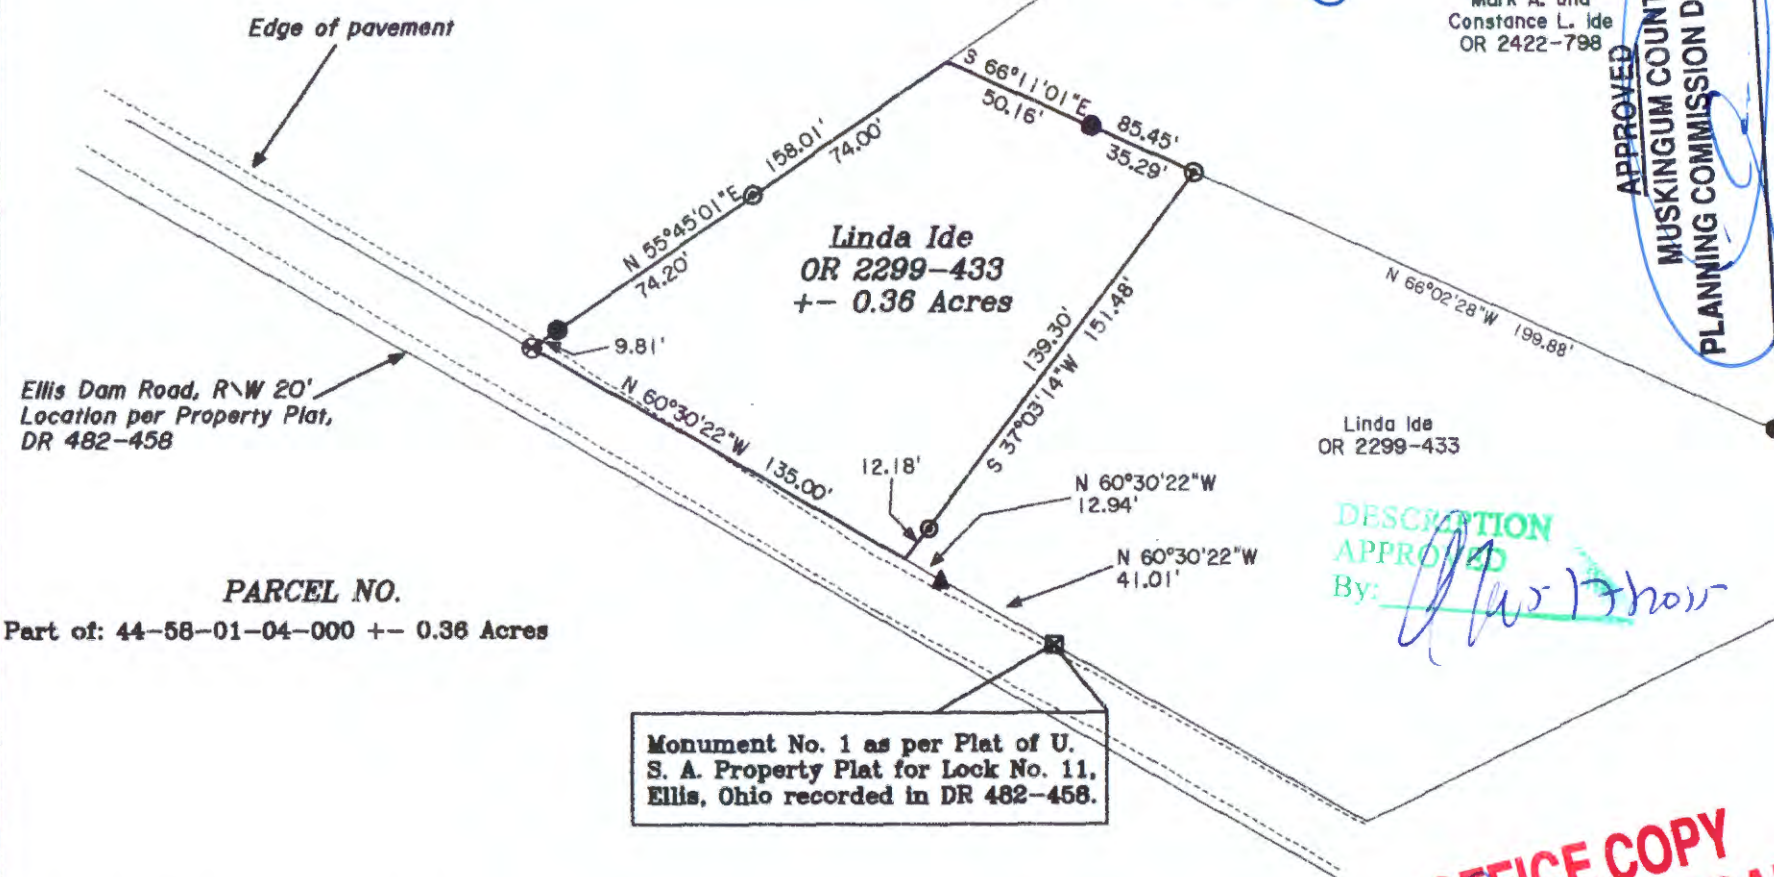 Edge of pavement
Mark A. and
Constance L. Ide
OR 2422-798
APPROVED
MUSKINGUM COUNT
PLANNING COMMISSION D
S 66°11'01"E
50.16'
85.45'
35.29'
158.01'
74.00'
N 55°45'01"E
74.20'
Linda Ide
OR 2299-433
+- 0.36 Acres
N 66°02'28"W 199.88'
9.81'
139.30'
S 37°03'14"W 151.48'
Ellis Dam Road, R\W 20'
Location per Property Plat,
DR 482-458
N 60°30'22"W 135.00'
12.18'
N 60°30'22"W
12.94'
Linda Ide
OR 2299-433
N 60°30'22"W
41.01'
DESCRIPTION
APPROVED
By:
PARCEL NO.
Part of: 44-58-01-04-000 +- 0.36 Acres
Monument No. 1 as per Plat of U.
S. A. Property Plat for Lock No. 11,
Ellis, Ohio recorded in DR 482-458.
OFFICE COPY